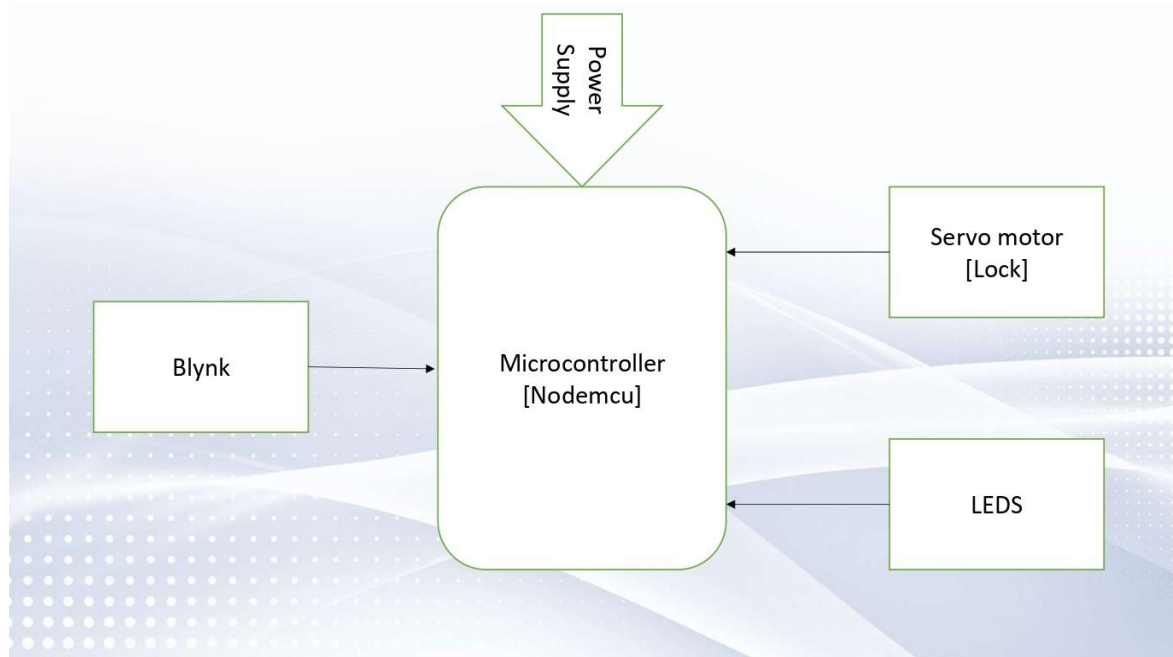 Power
Supply
Servo motor
[Lock]
Blynk
Microcontroller
[Nodemcu]
LEDS